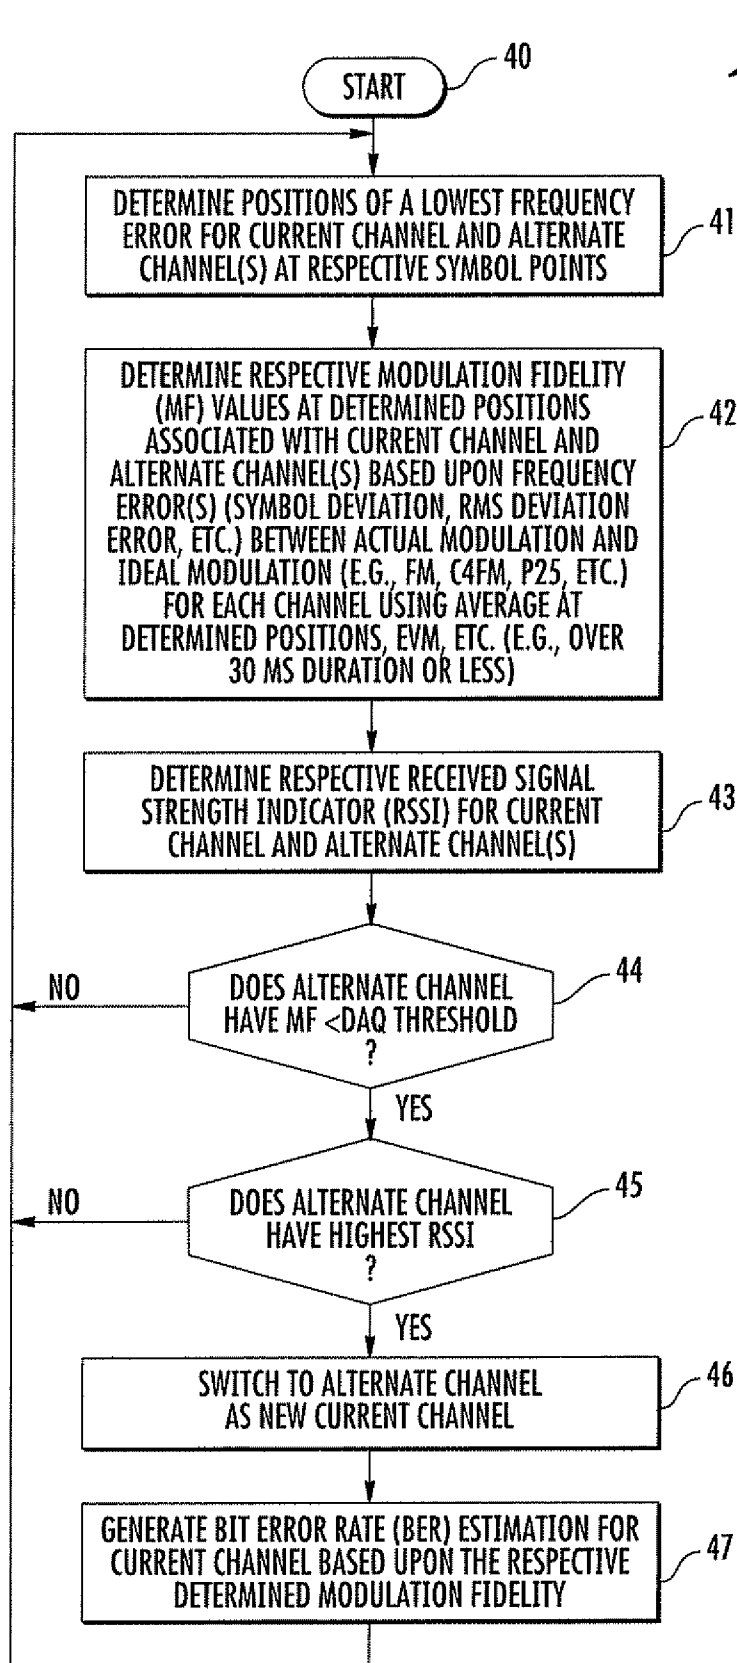 START
40
DETERMINE POSITIONS OF A LOWEST FREQUENCY
ERROR FOR CURRENT CHANNEL AND ALTERNATE
CHANNEL(S) AT RESPECTIVE SYMBOL POINTS
41
DETERMINE RESPECTIVE MODULATION FIDELITY
(MF) VALUES AT DETERMINED POSITIONS
ASSOCIATED WITH CURRENT CHANNEL AND
ALTERNATE CHANNEL(S) BASED UPON FREQUENCY
ERROR(S) (SYMBOL DEVIATION, RMS DEVIATION
ERROR, ETC.) BETWEEN ACTUAL MODULATION AND
IDEAL MODULATION (E.G., FM, C4FM, P25, ETC.)
FOR EACH CHANNEL USING AVERAGE AT
DETERMINED POSITIONS, EVM, ETC. (E.G., OVER
30 MS DURATION OR LESS)
42
DETERMINE RESPECTIVE RECEIVED SIGNAL
STRENGTH INDICATOR (RSSI) FOR CURRENT
CHANNEL AND ALTERNATE CHANNEL(S)
43
DOES ALTERNATE CHANNEL
HAVE MF <DAQ THRESHOLD
?
44
NO
YES
DOES ALTERNATE CHANNEL
HAVE HIGHEST RSSI
?
45
NO
YES
SWITCH TO ALTERNATE CHANNEL
AS NEW CURRENT CHANNEL
46
GENERATE BIT ERROR RATE (BER) ESTIMATION FOR
CURRENT CHANNEL BASED UPON THE RESPECTIVE
DETERMINED MODULATION FIDELITY
47